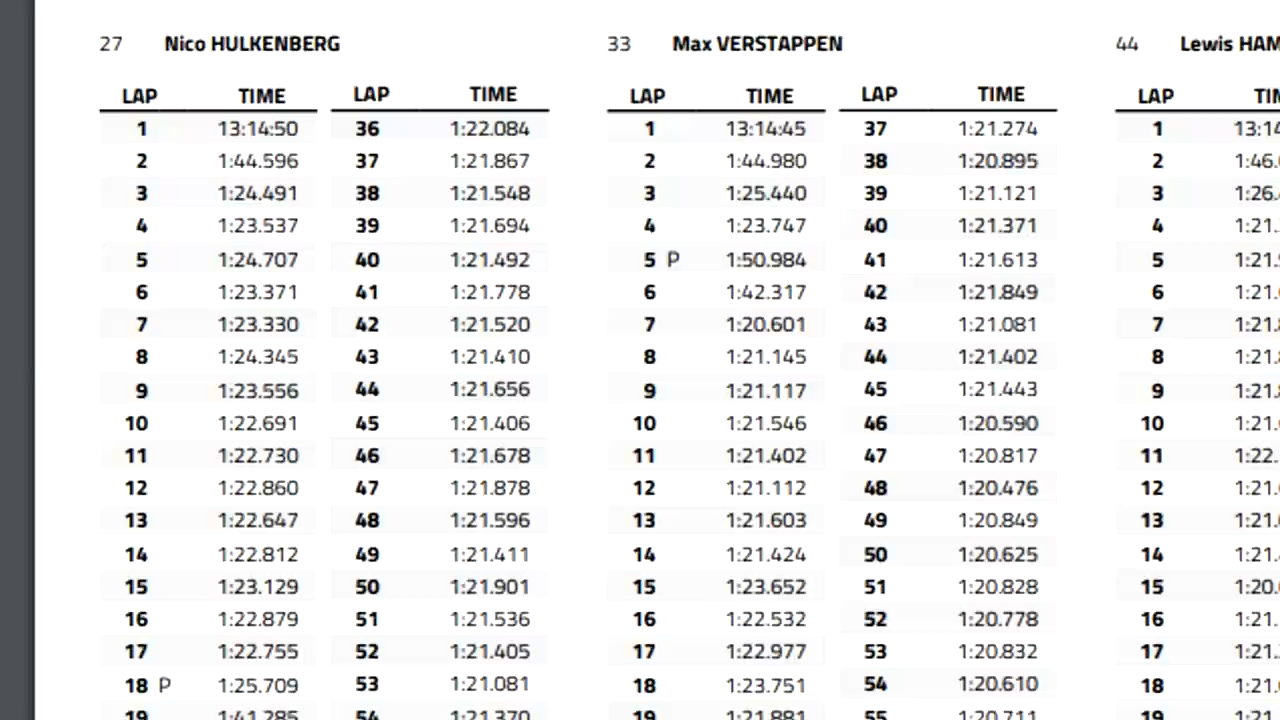 27 Nico HULKENBERG 33 Max VERSTAPPEN 44 Lewis
LAP TIME LAP TIME LAP TIME LAP TIME LAP
1 13:14:50 36 1:22.084 1 13:14:45 37 1:21.274 1
2 1:44.596 37 1:21.867 2 1:44.980 38 1:20.895 2
3 1:24.491 38 1:21.548 3 1:25.440 39 1:21.121 3
4 1:23.537 39 1:21.694 4 1:23.747 40 1:21.371 4
5 1:24.707 40 1:21.492 5 P 1:50.984 41 1:21.613 5
6 1:23.371 41 1:21.778 6 1:42.317 42 1:21.849 6
7 1:23.330 42 1:21.520 7 1:20.601 43 1:21.081 7
8 1:24.345 43 1:21.410 8 1:21.145 44 1:21.402 8
9 1:23.556 44 1:21.656 9 1:21.117 45 1:21.443 9
10 1:22.691 45 1:21.406 10 1:21.546 46 1:20.590 10
11 1:22.730 46 1:21.678 11 1:21.402 47 1:20.817 11
12 1:22.860 47 1:21.878 12 1:21.112 48 1:20.476 12
13 1:22.647 48 1:21.596 13 1:21.603 49 1:20.849 13
14 1:22.812 49 1:21.411 14 1:21.424 50 1:20.625 14
15 1:23.129 50 1:21.901 15 1:23.652 51 1:20.828 15
16 1:22.879 51 1:21.536 16 1:22.532 52 1:20.778 16
17 1:22.755 52 1:21.405 17 1:22.977 53 1:20.832 17
18 P 1:25.709 53 1:21.081 18 1:23.751 54 1:20.610 18
19 1:41.285 54 1:21.370 19 1:21.881 55 1:20.711 19